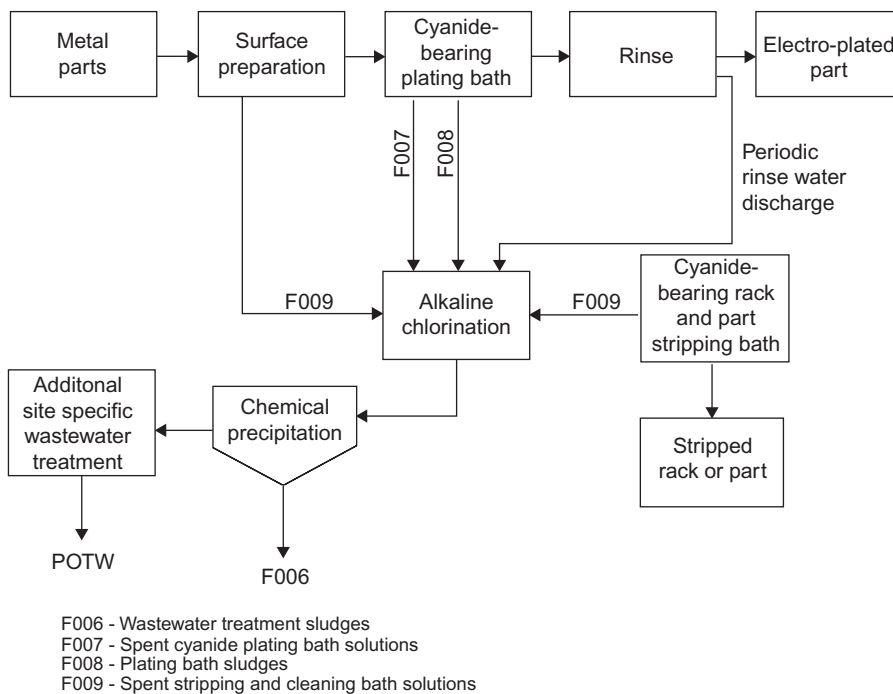 Metal
parts
Surface
preparation
Cyanide-
bearing
plating bath
Rinse
Electro-plated
part
F007
F008
Periodic
rinse water
discharge
F009
Alkaline
chlorination
F009
Cyanide-
bearing rack
and part
stripping bath
Additonal
site specific
wastewater
treatment
Chemical
precipitation
Stripped
rack or part
POTW
F006
F006 - Wastewater treatment sludges
F007 - Spent cyanide plating bath solutions
F008 - Plating bath sludges
F009 - Spent stripping and cleaning bath solutions